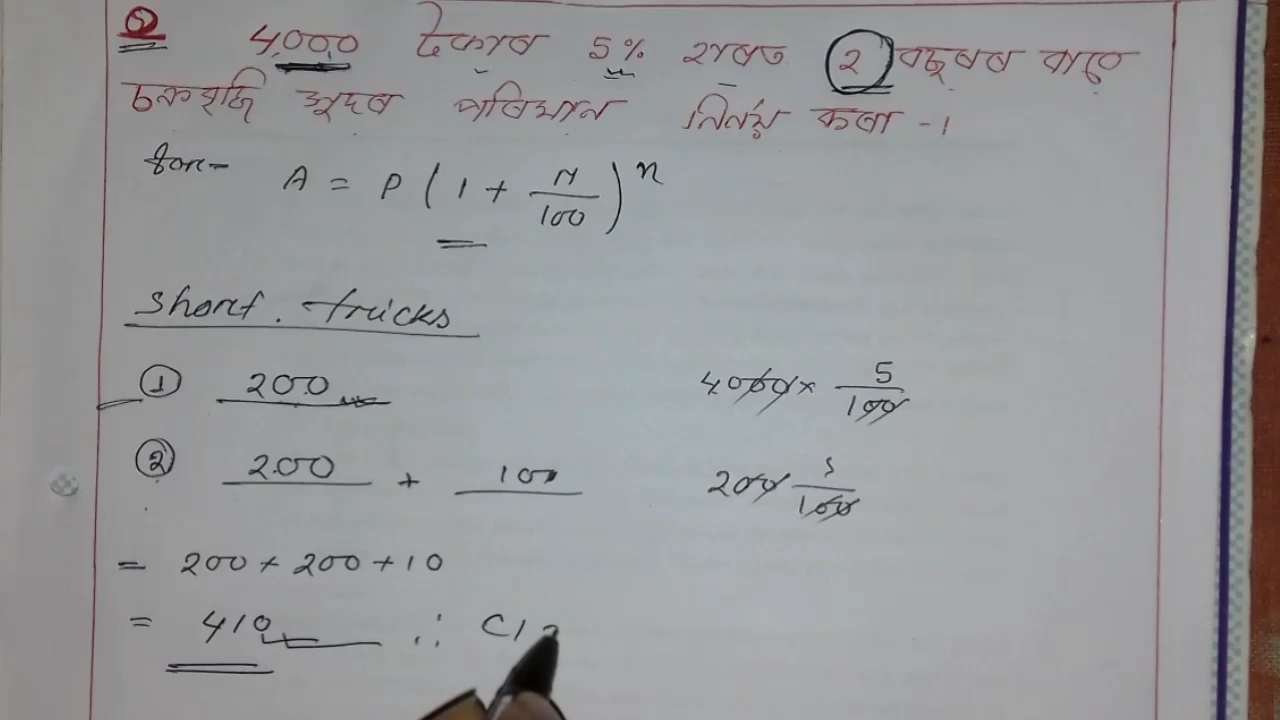 Q 4,000 টকাৰ 5% হাৰত ২ বছৰৰ বাবে
চক্ৰবৃদ্ধি সুদৰ পৰিমান নিৰ্ণয় কৰা -।
A = P ( 1 + r/100 )^n
Short. tricks
① 200 4000 × 5/100
② 200 + 10 200 5/100
= 200 + 200 + 10
= 410 ∴ CI =